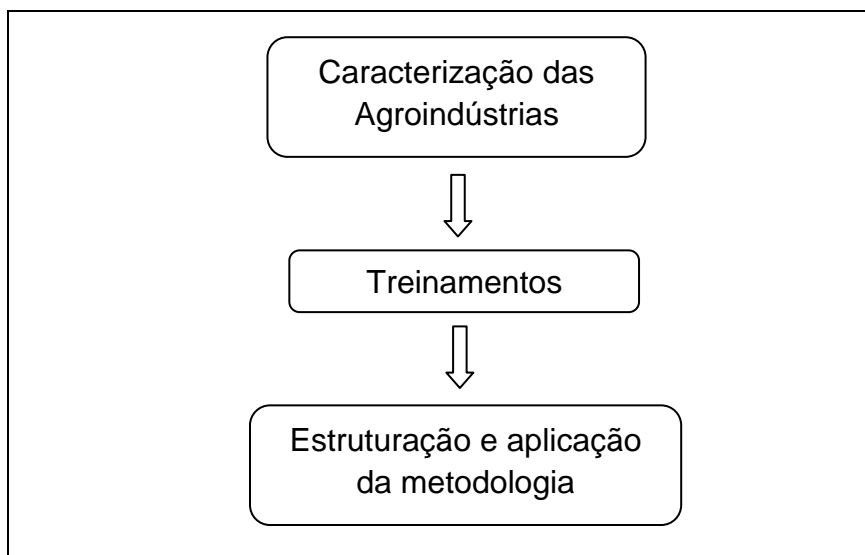 Caracterização das
Agroindústrias
Treinamentos
Estruturação e aplicação
da metodologia